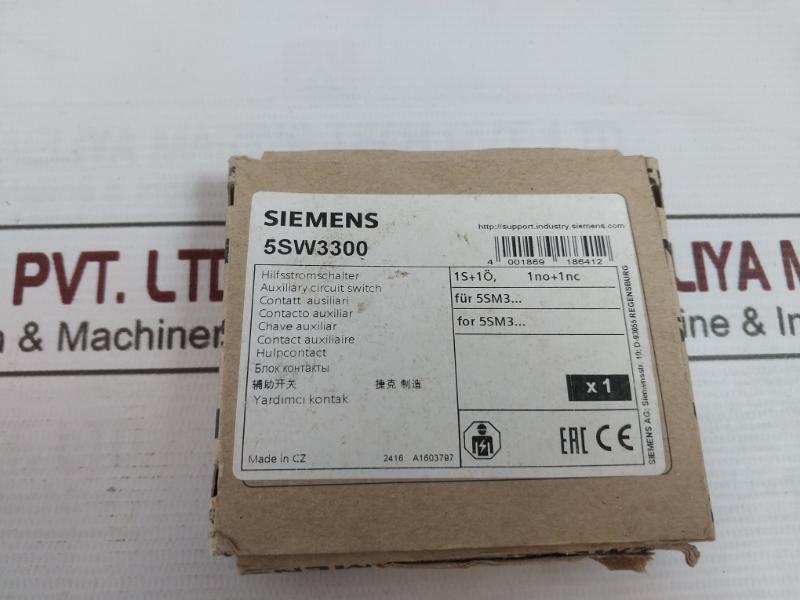 SIEMENS
5SW3300
http://support.industry.siemens.com
4 001869 186412
Hilfsstromschalter
Auxiliary circuit switch
Contatt ausiliari
Contacto auxiliar
Chave auxiliar
Contact auxiliaire
Hulpcontact
Блок контакты
辅助开关 捷克 制造
Yardımcı kontak
1S+1Ö, 1no+1nc
für 5SM3...
for 5SM3...
x 1
EAC CE
Made in CZ 2416 A1603797
SIEMENS AG; Siemensstr. 10; D-93055 REGENSBURG
PVT. LTD
& Machiner
LIYA M
ine & In